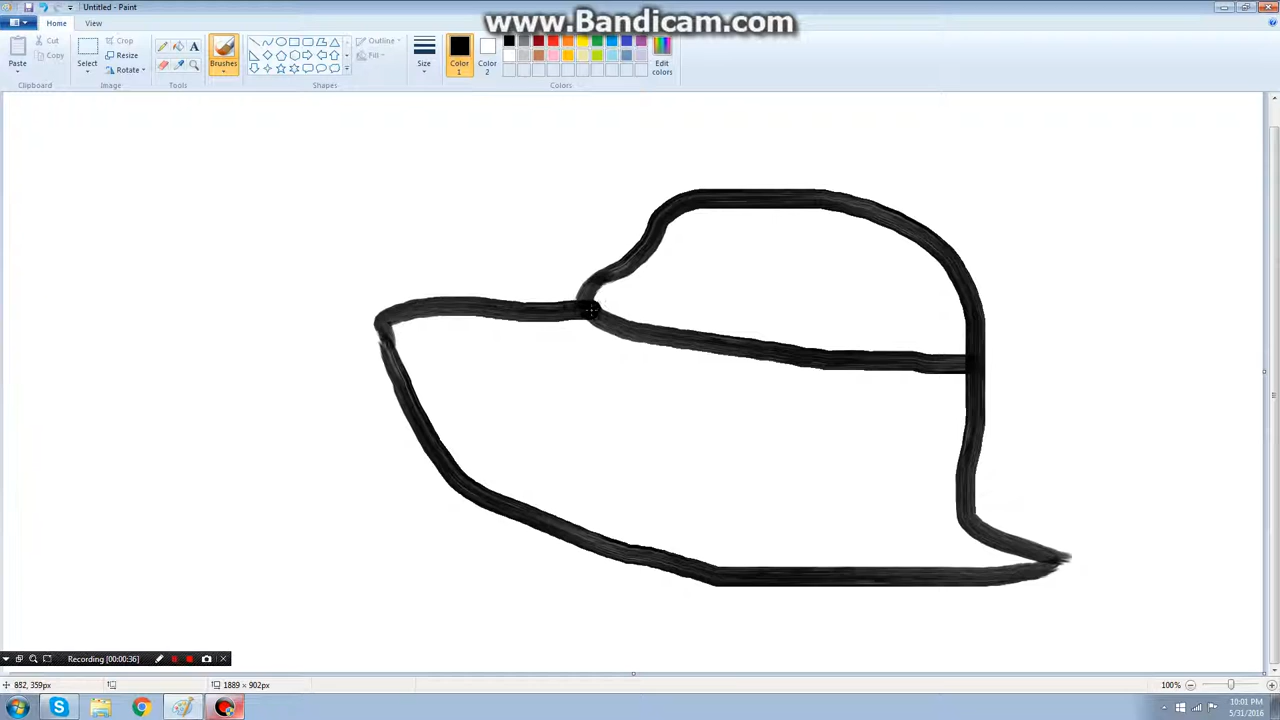 Untitled - Paint
www.Bandicam.com
Home
View
Paste
Cut
Copy
Clipboard
Select
Crop
Resize
Rotate
Image
A
Tools
Brushes
Outline
Fill
Shapes
Size
Color
1
Color
2
Edit
colors
Colors
Recording [00:00:36]
852, 359px
1889 × 902px
100%
10:01 PM
5/31/2016